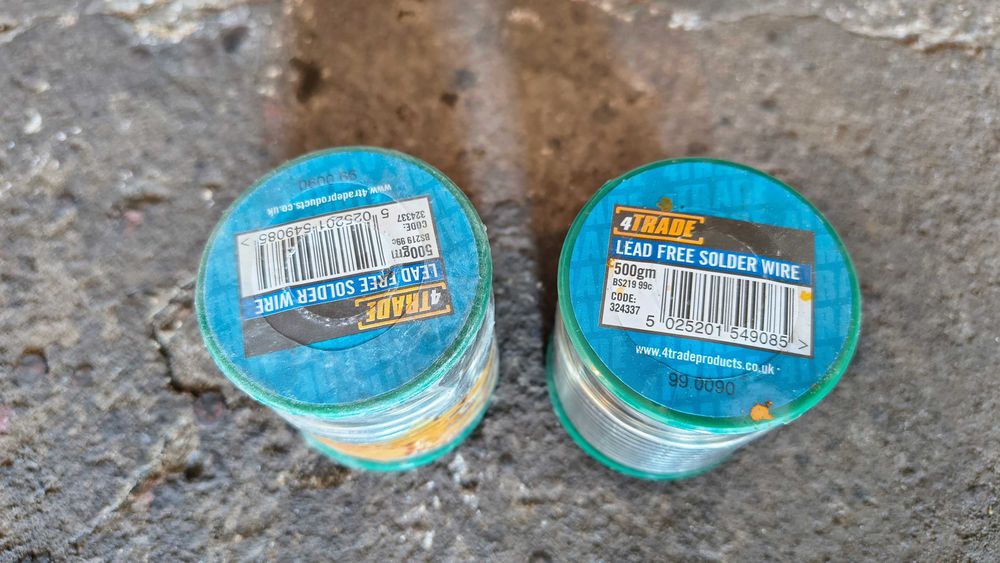 99 0090
www.4tradeproducts.co.uk
5 025201 549085 >
CODE:
324337
BS219 99c
500gm
LEAD FREE SOLDER WIRE
4TRADE
4TRADE
LEAD FREE SOLDER WIRE
500gm
BS219 99c
CODE:
324337
5 025201 549085 >
www.4tradeproducts.co.uk
99 0090